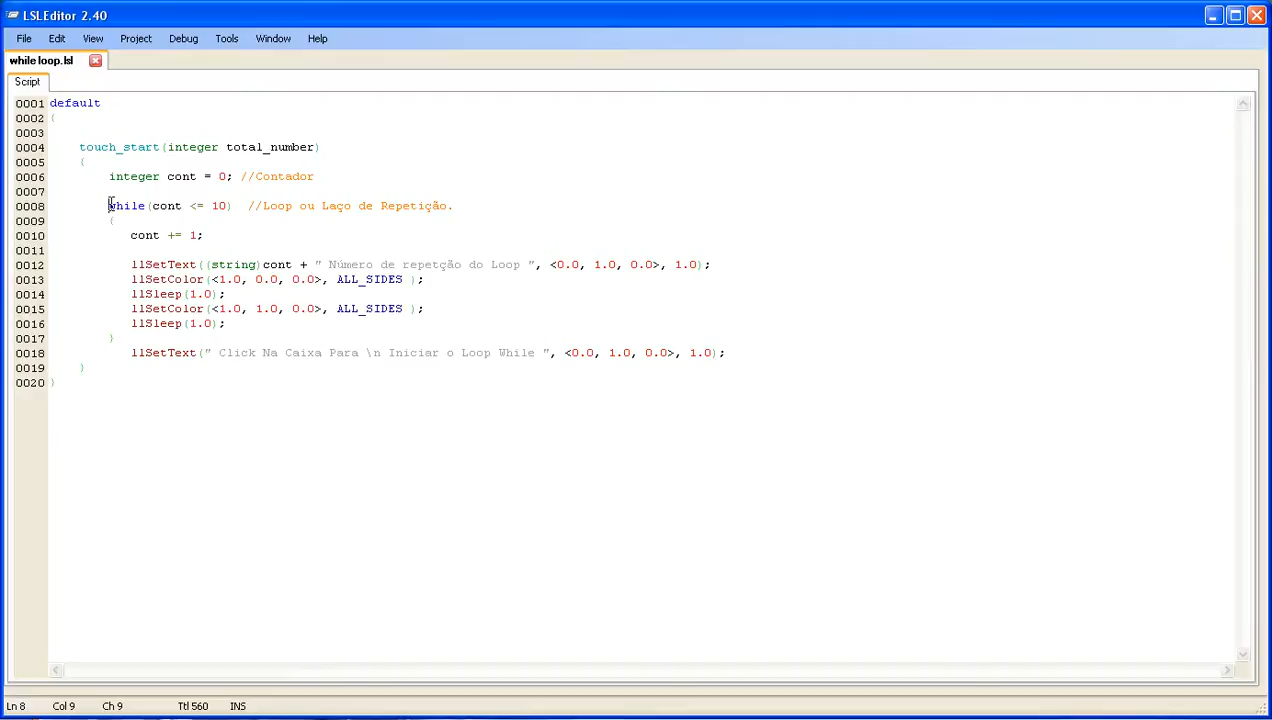 LSLEditor 2.40
File Edit View Project Debug Tools Window Help
while loop.lsl
Script
0001 default
0002 {
0003
0004 touch_start(integer total_number)
0005 {
0006 integer cont = 0; //Contador
0007
0008 while(cont <= 10) //Loop ou Laço de Repetição.
0009 {
0010 cont += 1;
0011
0012 llSetText((string)cont + " Número de repetção do Loop ", <0.0, 1.0, 0.0>, 1.0);
0013 llSetColor(<1.0, 0.0, 0.0>, ALL_SIDES );
0014 llSleep(1.0);
0015 llSetColor(<1.0, 1.0, 0.0>, ALL_SIDES );
0016 llSleep(1.0);
0017 }
0018 llSetText(" Click Na Caixa Para \n Iniciar o Loop While ", <0.0, 1.0, 0.0>, 1.0);
0019 }
0020 }
Ln 8 Col 9 Ch 9 Ttl 560 INS